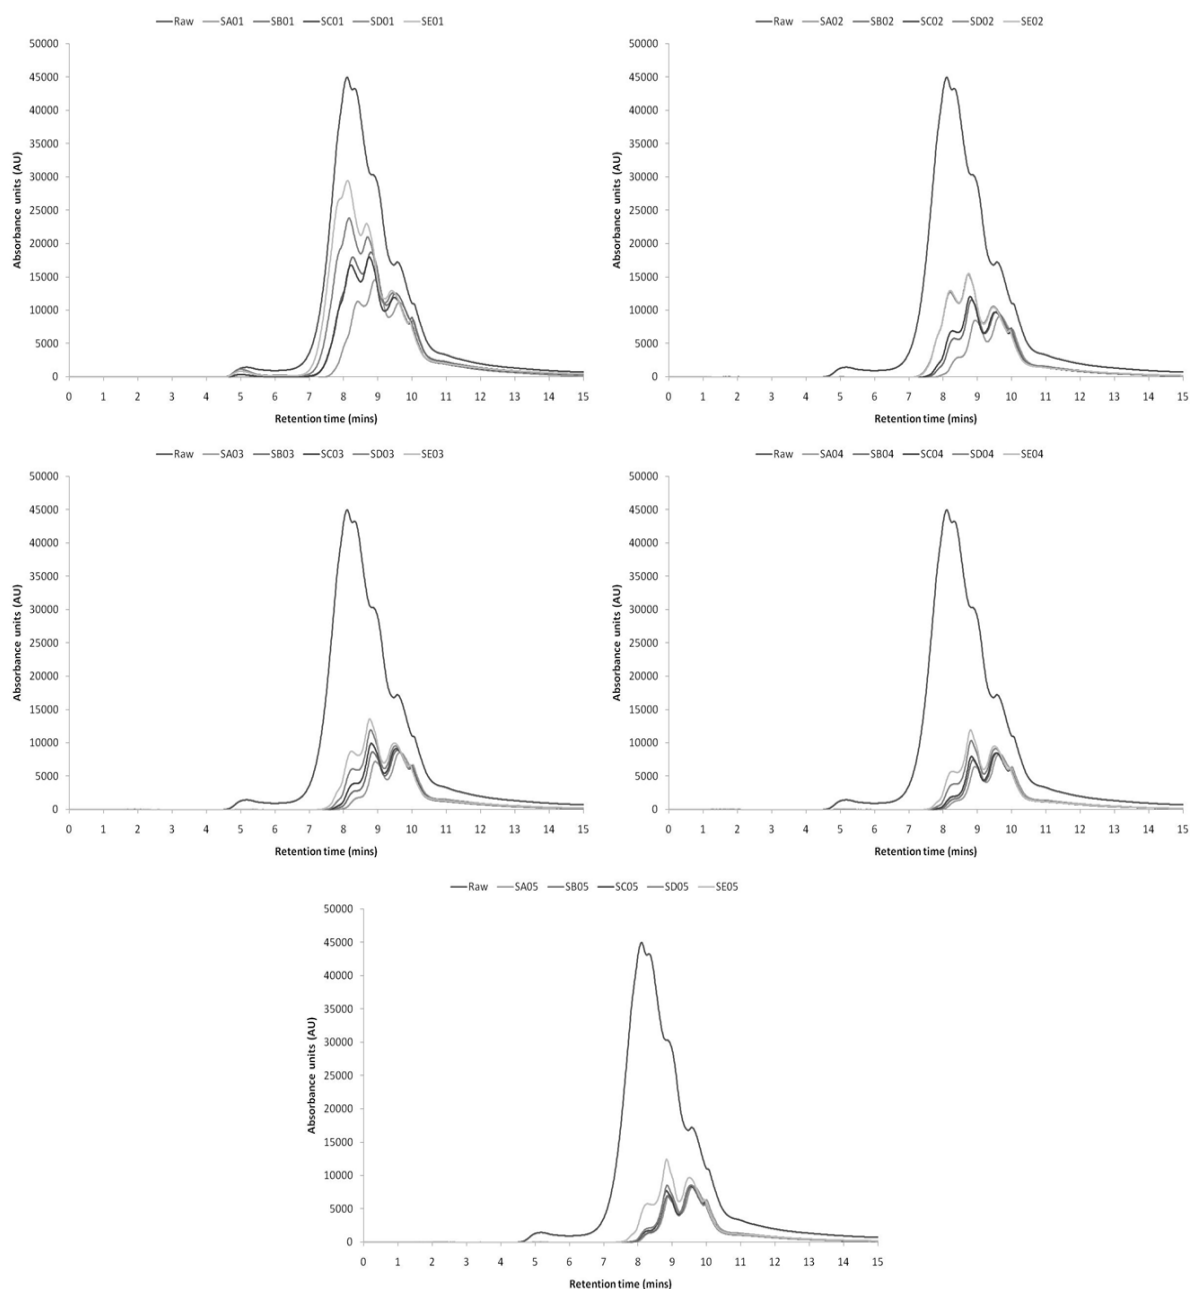 Raw SA01 SB01 SC01 SD01 SE01
50000
45000
40000
35000
30000
25000
20000
15000
10000
5000
0
Absorbance units (AU)
0 1 2 3 4 5 6 7 8 9 10 11 12 13 14 15
Retention time (mins)
Raw SA02 SB02 SC02 SD02 SE02
50000
45000
40000
35000
30000
25000
20000
15000
10000
5000
0
Absorbance units (AU)
0 1 2 3 4 5 6 7 8 9 10 11 12 13 14 15
Retention time (mins)
Raw SA03 SB03 SC03 SD03 SE03
50000
45000
40000
35000
30000
25000
20000
15000
10000
5000
0
Absorbance units (AU)
0 1 2 3 4 5 6 7 8 9 10 11 12 13 14 15
Retention time (mins)
Raw SA04 SB04 SC04 SD04 SE04
50000
45000
40000
35000
30000
25000
20000
15000
10000
5000
0
Absorbance units (AU)
0 1 2 3 4 5 6 7 8 9 10 11 12 13 14 15
Retention time (mins)
Raw SA05 SB05 SC05 SD05 SE05
50000
45000
40000
35000
30000
25000
20000
15000
10000
5000
0
Absorbance units (AU)
0 1 2 3 4 5 6 7 8 9 10 11 12 13 14 15
Retention time (mins)